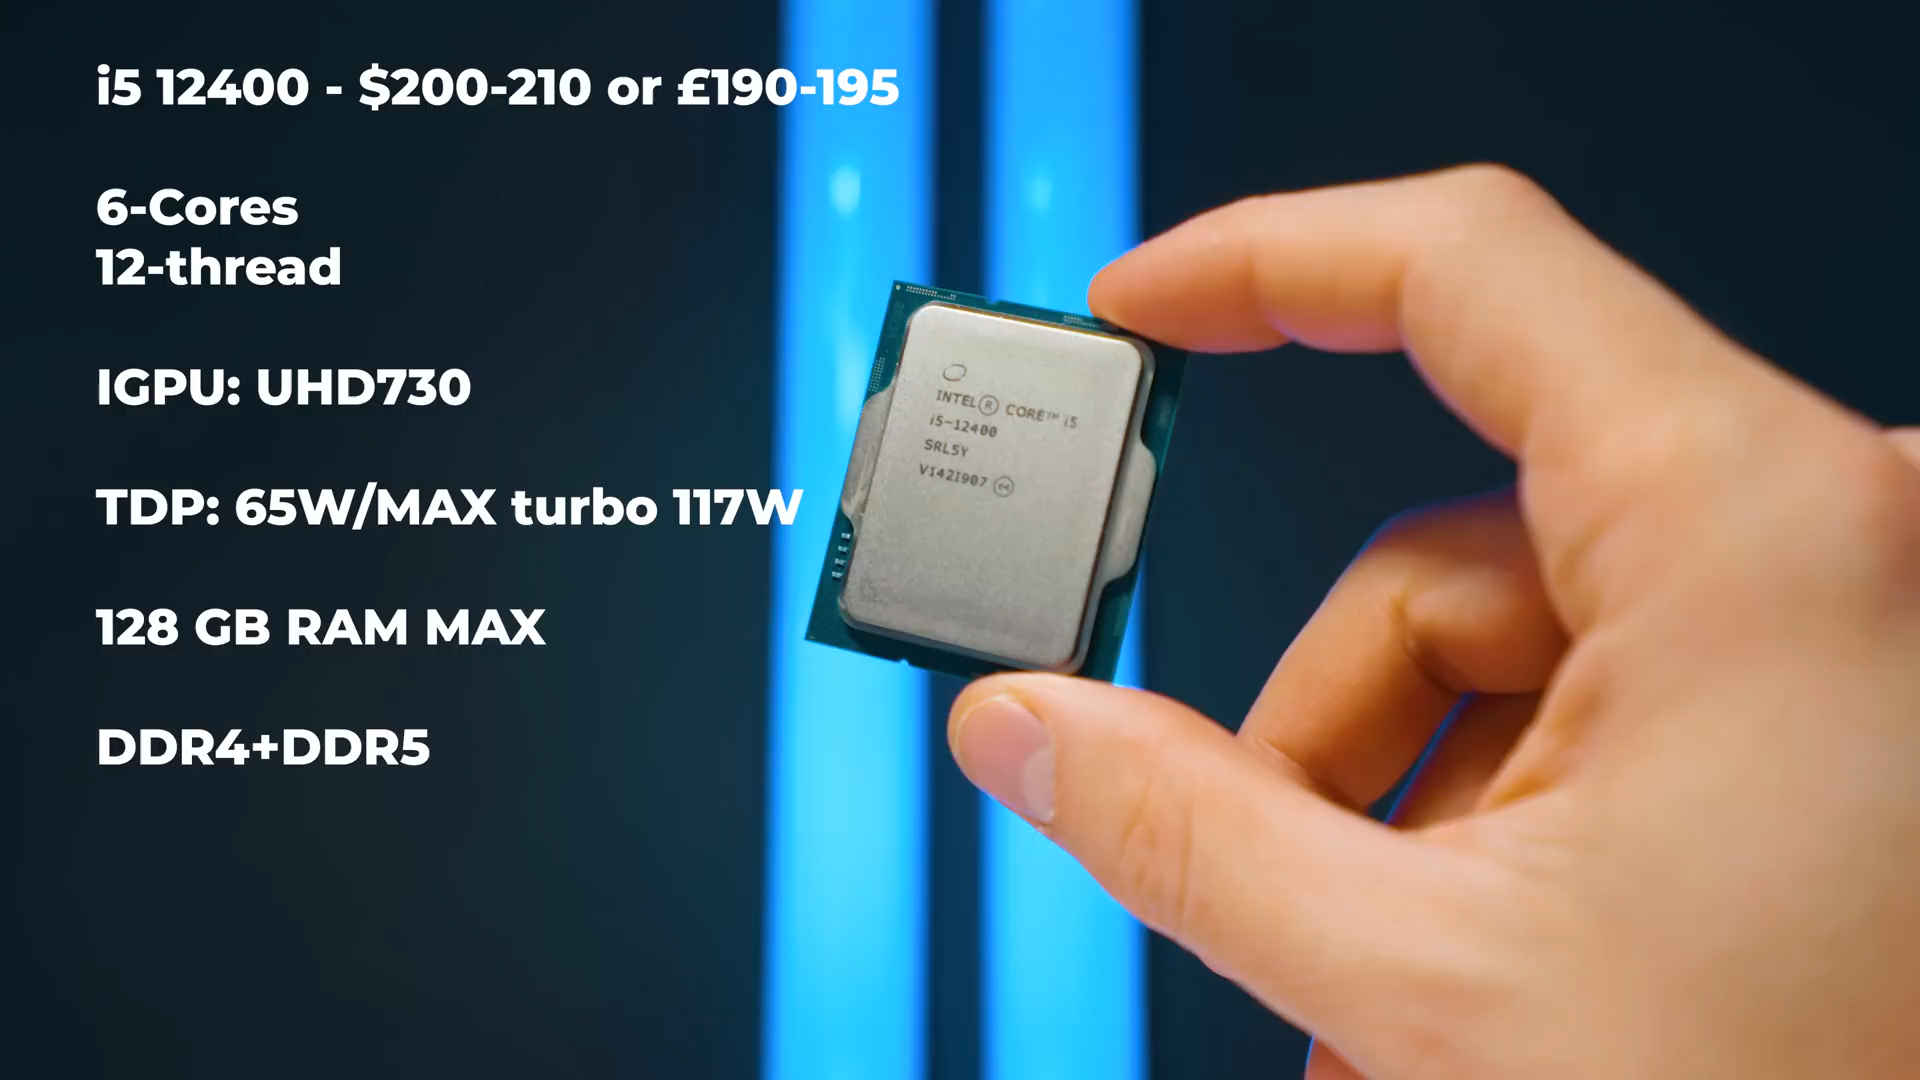 i5 12400 - $200-210 or £190-195
6-Cores
12-thread
IGPU: UHD730
TDP: 65W/MAX turbo 117W
128 GB RAM MAX
DDR4+DDR5
INTEL® CORE™ i5
i5-12400
SRL5Y
V142I907 e4